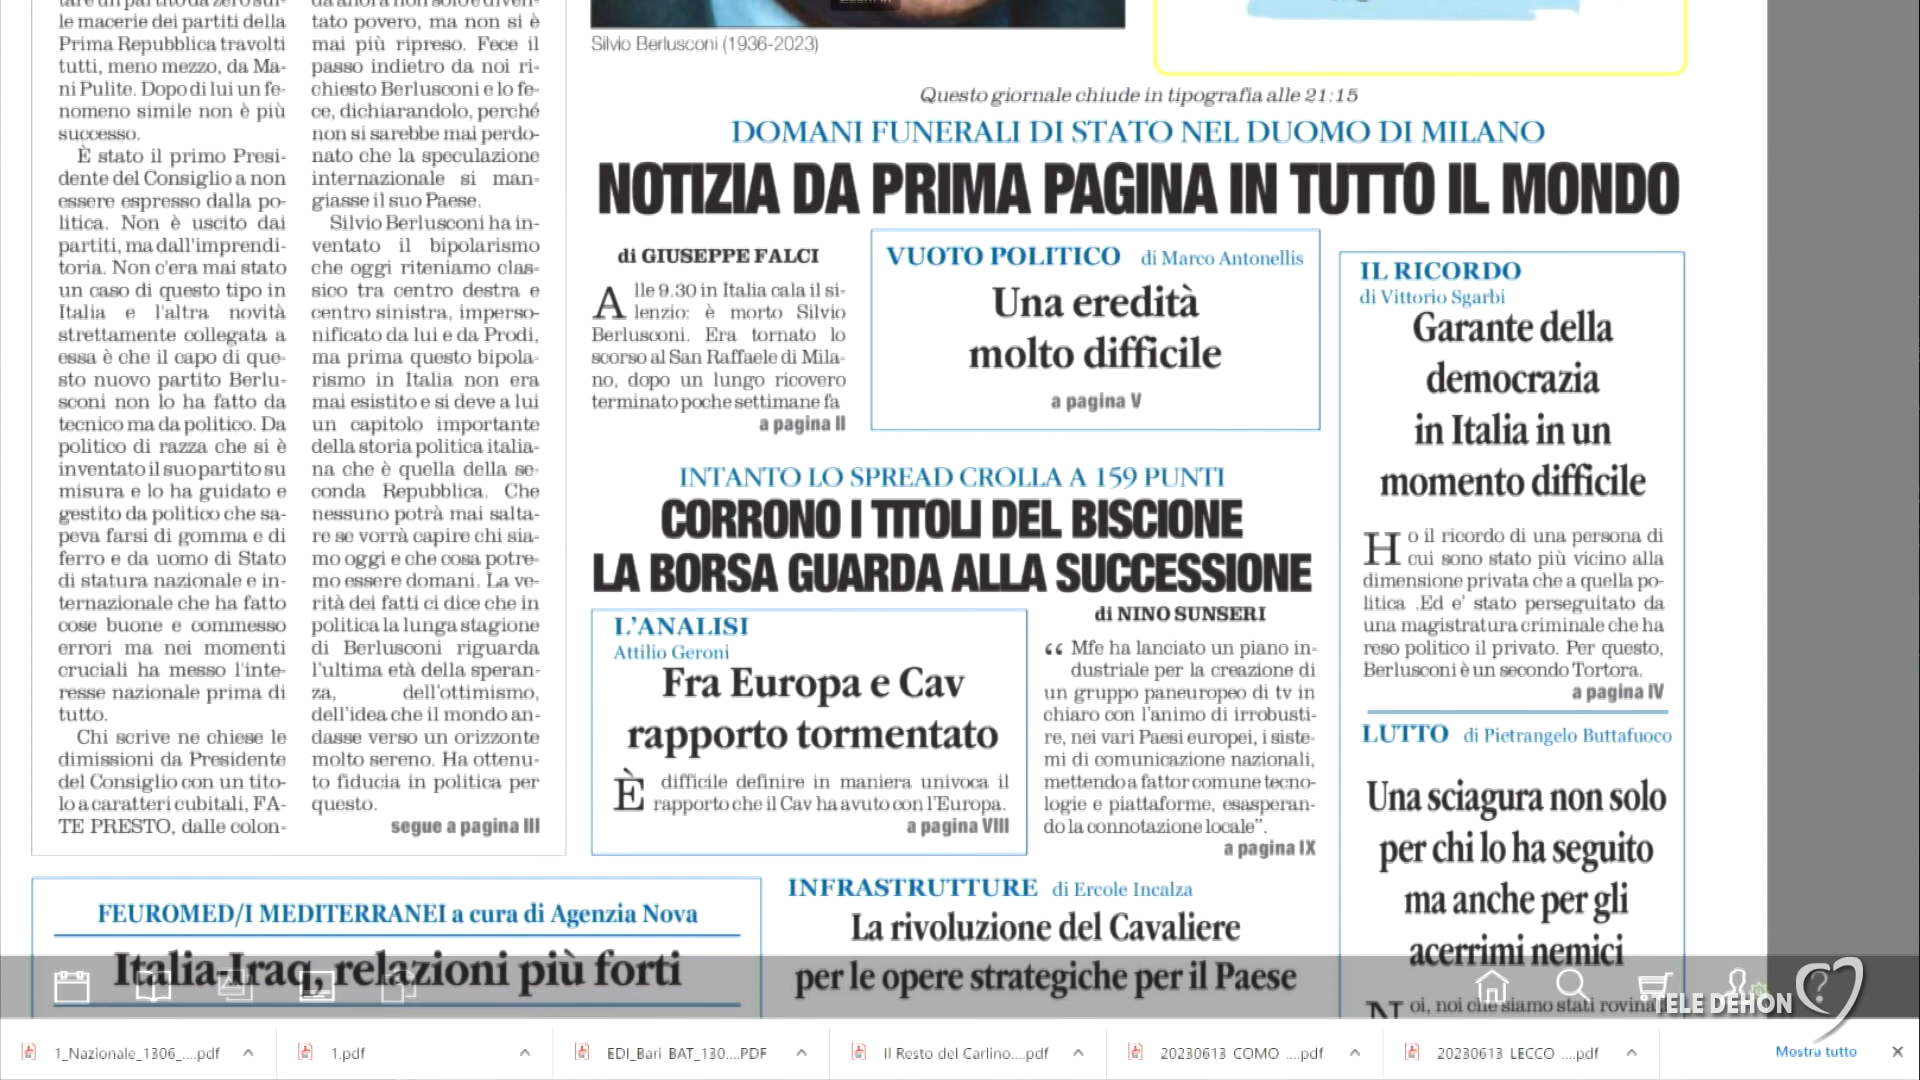 le macerie dei partiti della
Prima Repubblica travolti
tutti, meno mezzo, da Ma-
ni Pulite. Dopo di lui un fe-
nomeno simile non è più
successo.
È stato il primo Presi-
dente del Consiglio a non
essere espresso dalla po-
litica. Non è uscito dai
partiti, ma dall'imprendi-
toria. Non c'era mai stato
un caso di questo tipo in
Italia e l'altra novità
strettamente collegata a
essa è che il capo di que-
sto nuovo partito Berlu-
sconi non lo ha fatto da
tecnico ma da politico. Da
politico di razza che si è
inventato il suo partito su
misura e lo ha guidato e
gestito da politico che sa-
peva farsi di gomma e di
ferro e da uomo di Stato
di statura nazionale e in-
ternazionale che ha fatto
cose buone e commesso
errori ma nei momenti
cruciali ha messo l'inte-
resse nazionale prima di
tutto.
Chi scrive ne chiese le
dimissioni da Presidente
del Consiglio con un tito-
lo a caratteri cubitali, FA-
TE PRESTO, dalle colon-
tato povero, ma non si è
mai più ripreso. Fece il
passo indietro da noi ri-
chiesto Berlusconi e lo fe-
ce, dichiarandolo, perché
non si sarebbe mai perdo-
nato che la speculazione
internazionale si man-
giasse il suo Paese.
Silvio Berlusconi ha in-
ventato il bipolarismo
che oggi riteniamo clas-
sico tra centro destra e
centro sinistra, imperso-
nificato da lui e da Prodi,
ma prima questo bipola-
rismo in Italia non era
mai esistito e si deve a lui
un capitolo importante
della storia politica italia-
na che è quella della se-
conda Repubblica. Che
nessuno potrà mai salta-
re se vorrà capire chi sia-
mo oggi e che cosa potre-
mo essere domani. La ve-
rità dei fatti ci dice che in
politica la lunga stagione
di Berlusconi riguarda
l'ultima età della speran-
za, dell'ottimismo,
dell'idea che il mondo an-
dasse verso un orizzonte
molto sereno. Ha ottenu-
to fiducia in politica per
questo.
segue a pagina III
Silvio Berlusconi (1936-2023)
Questo giornale chiude in tipografia alle 21:15
DOMANI FUNERALI DI STATO NEL DUOMO DI MILANO
NOTIZIA DA PRIMA PAGINA IN TUTTO IL MONDO
di GIUSEPPE FALCI
Alle 9.30 in Italia cala il si-
lenzio: è morto Silvio
Berlusconi. Era tornato lo
scorso al San Raffaele di Mila-
no, dopo un lungo ricovero
terminato poche settimane fa
a pagina II
VUOTO POLITICO di Marco Antonellis
Una eredità
molto difficile
a pagina V
IL RICORDO
di Vittorio Sgarbi
Garante della
democrazia
in Italia in un
momento difficile
Ho il ricordo di una persona di
cui sono stato più vicino alla
dimensione privata che a quella po-
litica .Ed e' stato perseguitato da
una magistratura criminale che ha
reso politico il privato. Per questo,
Berlusconi è un secondo Tortora.
a pagina IV
INTANTO LO SPREAD CROLLA A 159 PUNTI
CORRONO I TITOLI DEL BISCIONE
LA BORSA GUARDA ALLA SUCCESSIONE
L'ANALISI
Attilio Geroni
Fra Europa e Cav
rapporto tormentato
È difficile definire in maniera univoca il
rapporto che il Cav ha avuto con l'Europa.
a pagina VIII
di NINO SUNSERI
“ Mfe ha lanciato un piano in-
dustriale per la creazione di
un gruppo paneuropeo di tv in
chiaro con l'animo di irrobusti-
re, nei vari Paesi europei, i siste-
mi di comunicazione nazionali,
mettendo a fattor comune tecno-
logie e piattaforme, esasperan-
do la connotazione locale”.
a pagina IX
LUTTO di Pietrangelo Buttafuoco
Una sciagura non solo
per chi lo ha seguito
ma anche per gli
acerrimi nemici
Noi, noi che siamo stati rovina
FEUROMED/I MEDITERRANEI a cura di Agenzia Nova
Italia-Iraq, relazioni più forti
INFRASTRUTTURE di Ercole Incalza
La rivoluzione del Cavaliere
per le opere strategiche per il Paese
TELE DEHON
1_Nazionale_1306_....pdf
1.pdf
EDI_Bari BAT_130....PDF
Il Resto del Carlino....pdf
20230613 COMO ....pdf
20230613 LECCO ....pdf
Mostra tutto